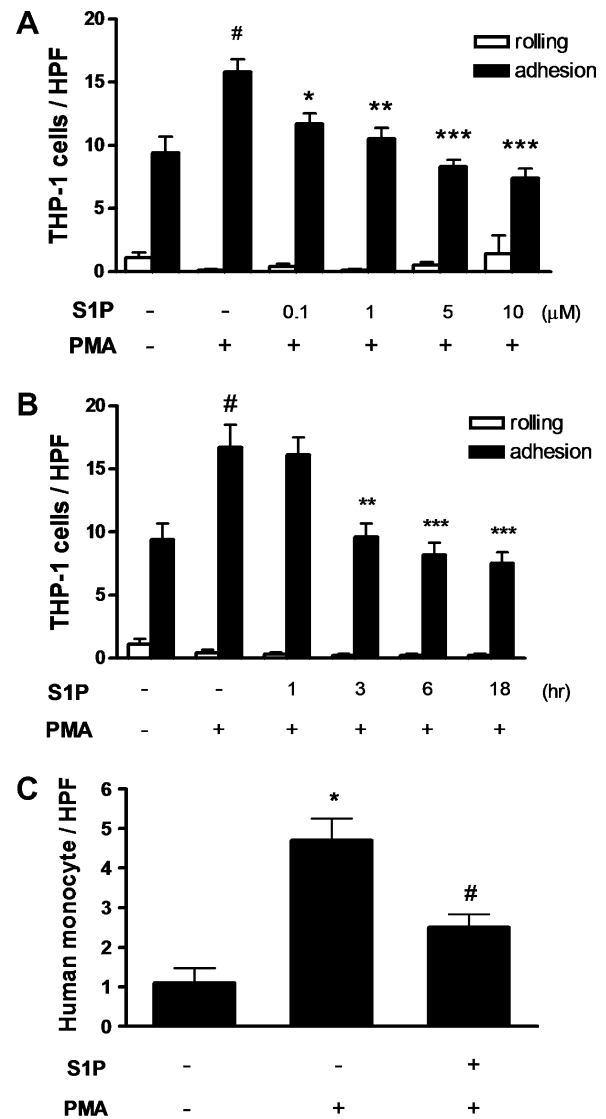 A
THP-1 cells / HPF
20
15
10
5
0
#
*
**
***
***
rolling
adhesion
S1P - - 0.1 1 5 10 (μM)
PMA - + + + + +
B
THP-1 cells / HPF
20
15
10
5
0
#
**
***
***
rolling
adhesion
S1P - - 1 3 6 18 (hr)
PMA - + + + + +
C
Human monocyte / HPF
6
5
4
3
2
1
0
*
#
S1P - - +
PMA - + +